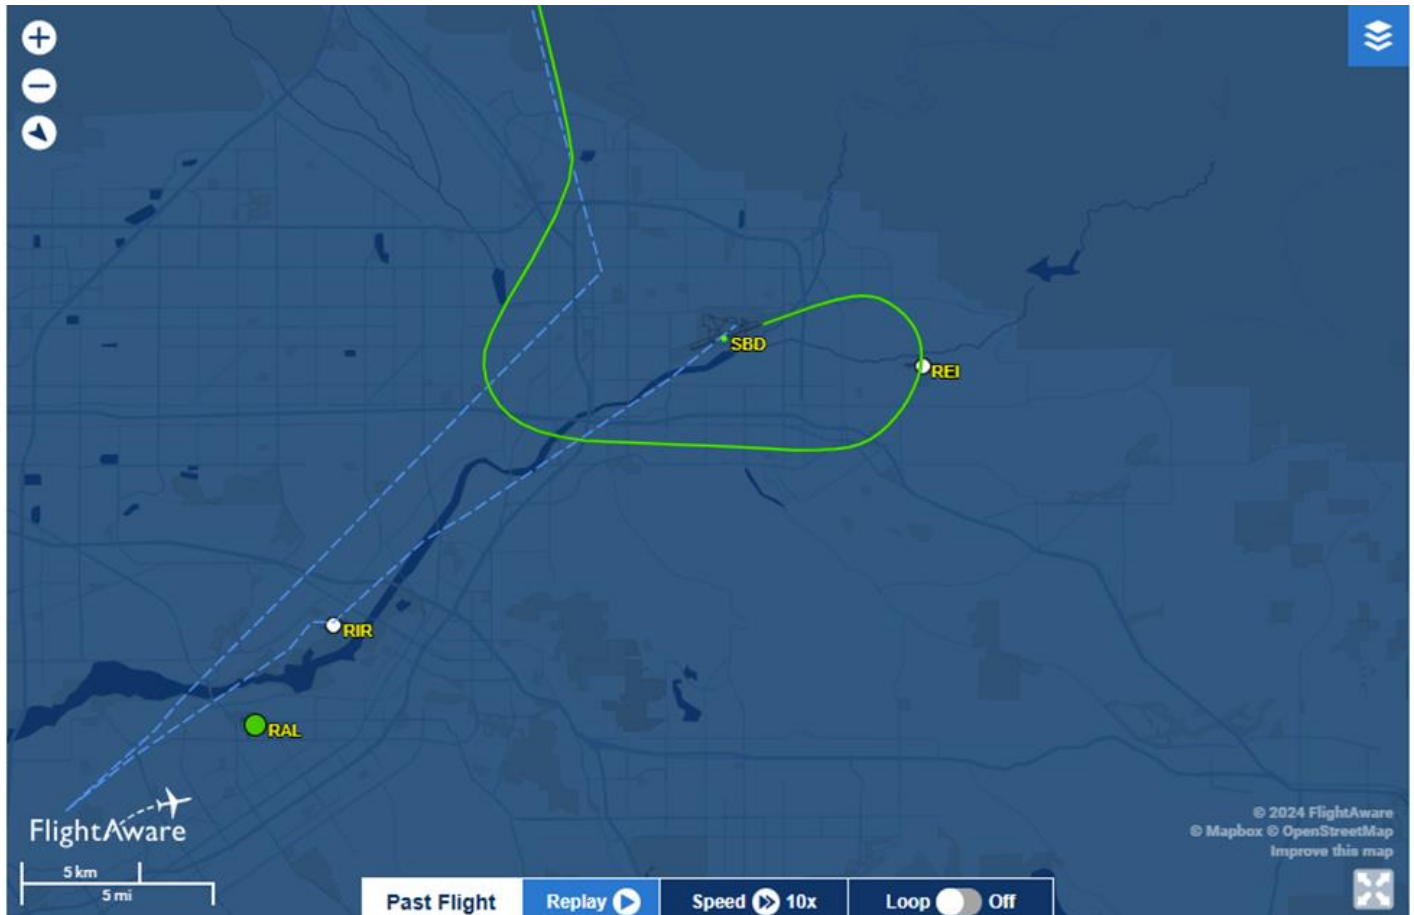 SBD
REI
RIR
RAL
FlightAware
5 km
5 mi
© 2024 FlightAware
© Mapbox © OpenStreetMap
Improve this map
Past Flight Replay Speed 10x Loop Off